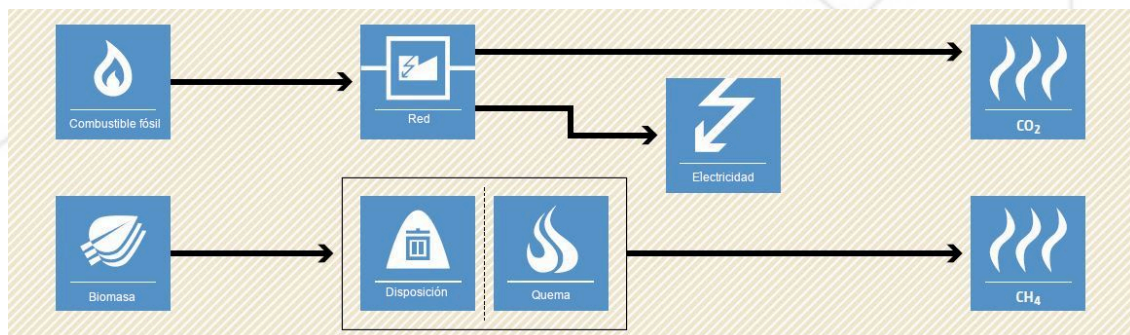 Combustible fósil
Red
CO₂
Electricidad
Biomasa
Disposición
Quema
CH₄